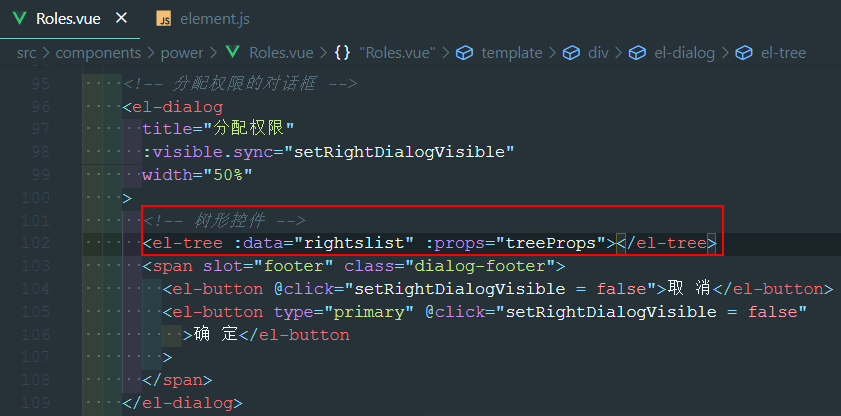 Roles.vue × JS element.js
src > components > power > Roles.vue > {} "Roles.vue" > template > div > el-dialog > el-tree
95 <!-- 分配权限的对话框 -->
96 <el-dialog
97 title="分配权限"
98 :visible.sync="setRightDialogVisible"
99 width="50%"
100 >
101 <!-- 树形控件 -->
102 <el-tree :data="rightslist" :props="treeProps"></el-tree>
103 <span slot="footer" class="dialog-footer">
104 <el-button @click="setRightDialogVisible = false">取 消</el-button>
105 <el-button type="primary" @click="setRightDialogVisible = false"
106 >确 定</el-button
107 >
108 </span>
109 </el-dialog>